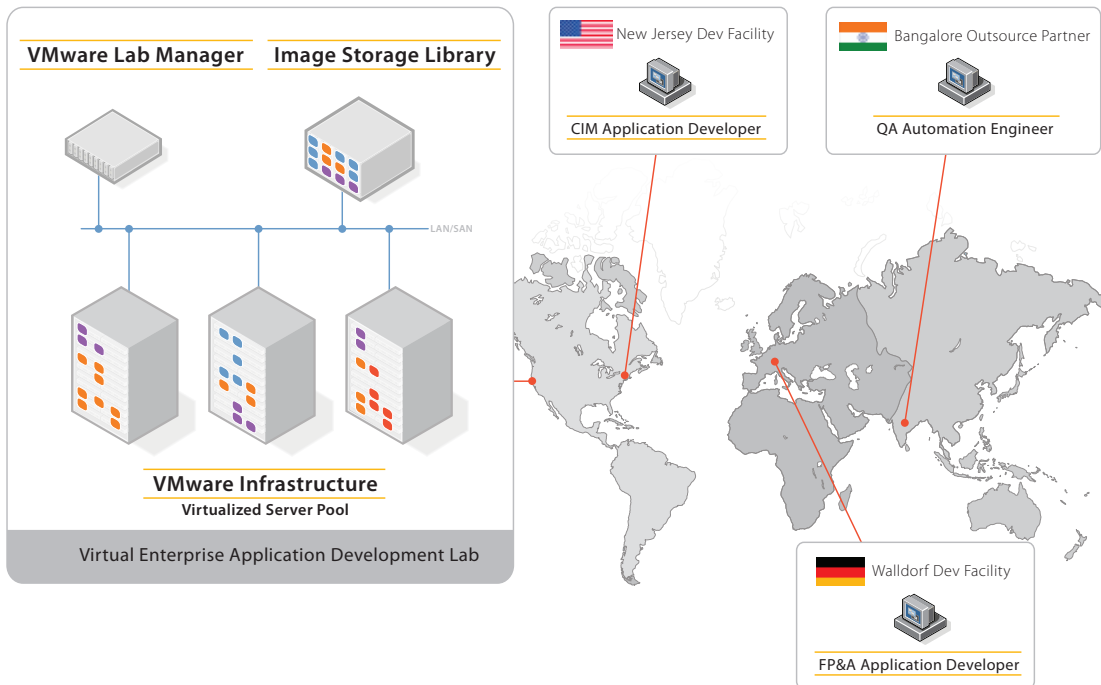 VMware Lab Manager
Image Storage Library
LAN/SAN
VMware Infrastructure
Virtualized Server Pool
Virtual Enterprise Application Development Lab
New Jersey Dev Facility
CIM Application Developer
Bangalore Outsource Partner
QA Automation Engineer
Walldorf Dev Facility
FP&A Application Developer